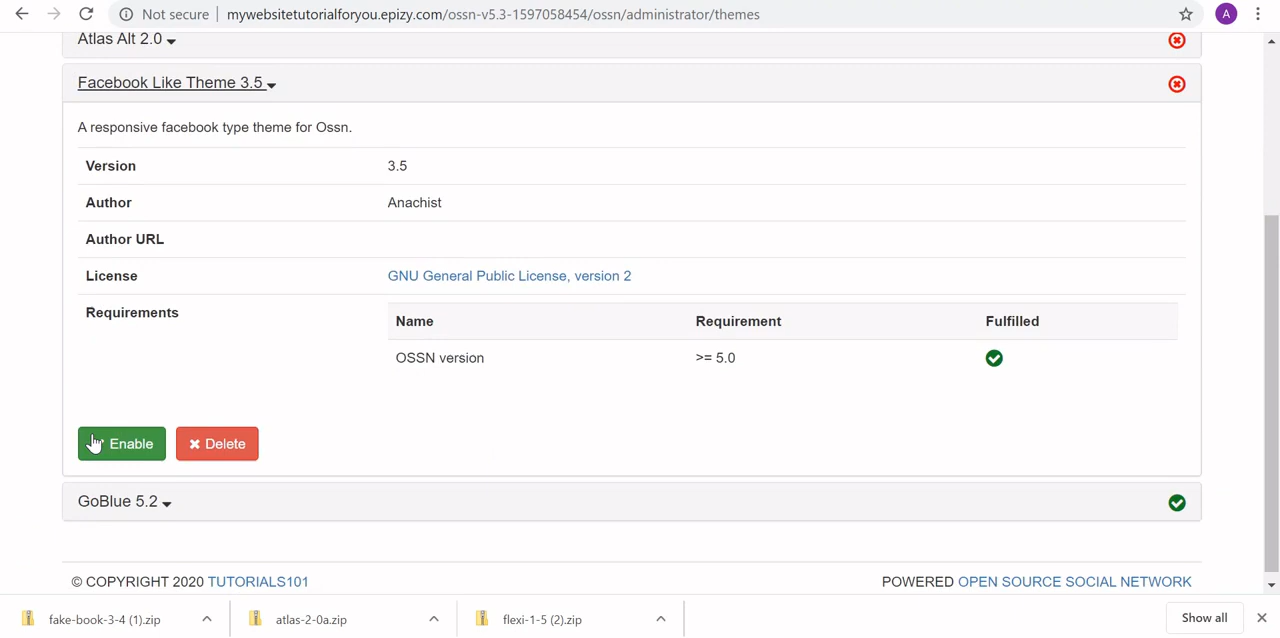 Not secure | mywebsitetutorialforyou.epizy.com/ossn-v5.3-1597058454/ossn/administrator/themes
A
Atlas Alt 2.0
Facebook Like Theme 3.5
A responsive facebook type theme for Ossn.
Version 3.5
Author Anachist
Author URL
License GNU General Public License, version 2
Requirements
Name Requirement Fulfilled
OSSN version >= 5.0
Enable Delete
GoBlue 5.2
© COPYRIGHT 2020 TUTORIALS101 POWERED OPEN SOURCE SOCIAL NETWORK
fake-book-3-4 (1).zip atlas-2-0a.zip flexi-1-5 (2).zip Show all